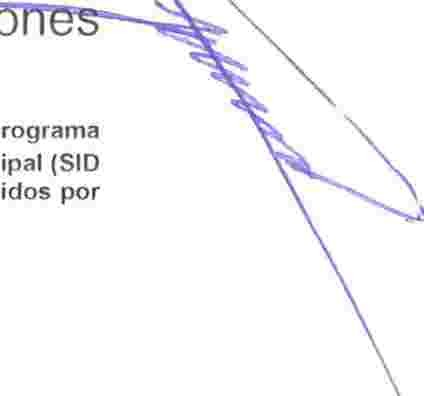 ones
rograma
ipal (SID
idos por